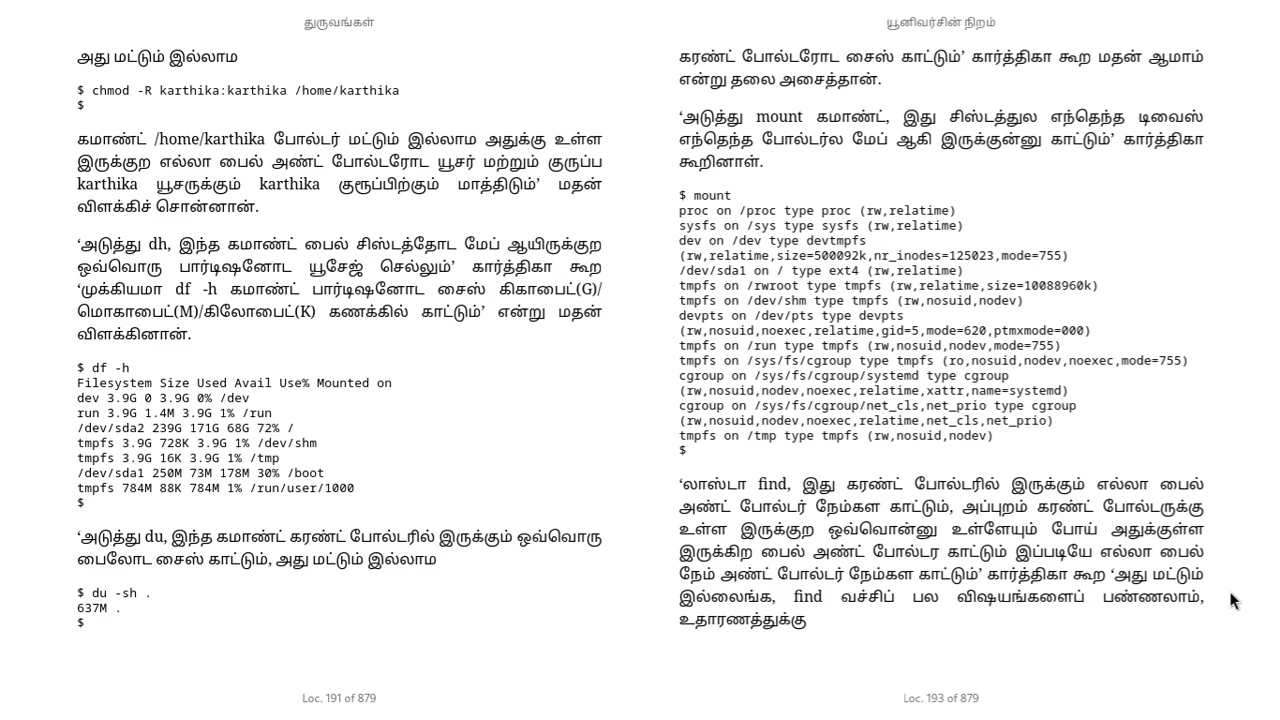 துருவங்கள்
அது மட்டும் இல்லாம
$ chmod -R karthika:karthika /home/karthika
$
கமாண்ட் /home/karthika போல்டர் மட்டும் இல்லாம அதுக்கு உள்ள
இருக்குற எல்லா பைல் அண்ட் போல்டரோட யூசர் மற்றும் குருப்ப
karthika யூசருக்கும் karthika குரூப்பிற்கும் மாத்திடும்’ மதன்
விளக்கிச் சொன்னான்.
‘அடுத்து dh, இந்த கமாண்ட் பைல் சிஸ்டத்தோட மேப் ஆயிருக்குற
ஒவ்வொரு பார்டிஷனோட யூசேஜ் செல்லும்’ கார்த்திகா கூற
‘முக்கியமா df -h கமாண்ட் பார்டிஷனோட சைஸ் கிகாபைட்(G)/
மொகாபைட்(M)/கிலோபைட்(K) கணக்கில் காட்டும்’ என்று மதன்
விளக்கினான்.
$ df -h
Filesystem Size Used Avail Use% Mounted on
dev 3.9G 0 3.9G 0% /dev
run 3.9G 1.4M 3.9G 1% /run
/dev/sda2 239G 171G 68G 72% /
tmpfs 3.9G 728K 3.9G 1% /dev/shm
tmpfs 3.9G 16K 3.9G 1% /tmp
/dev/sda1 250M 73M 178M 30% /boot
tmpfs 784M 88K 784M 1% /run/user/1000
$
‘அடுத்து du, இந்த கமாண்ட் கரண்ட் போல்டரில் இருக்கும் ஒவ்வொரு
பைலோட சைஸ் காட்டும், அது மட்டும் இல்லாம
$ du -sh .
637M .
$
Loc. 191 of 879
யூனிவர்சின் நிறம்
கரண்ட் போல்டரோட சைஸ் காட்டும்’ கார்த்திகா கூற மதன் ஆமாம்
என்று தலை அசைத்தான்.
‘அடுத்து mount கமாண்ட், இது சிஸ்டத்துல எந்தெந்த டிவைஸ்
எந்தெந்த போல்டர்ல மேப் ஆகி இருக்குன்னு காட்டும்’ கார்த்திகா
கூறினாள்.
$ mount
proc on /proc type proc (rw,relatime)
sysfs on /sys type sysfs (rw,relatime)
dev on /dev type devtmpfs
(rw,relatime,size=500092k,nr_inodes=125023,mode=755)
/dev/sda1 on / type ext4 (rw,relatime)
tmpfs on /rwroot type tmpfs (rw,relatime,size=10088960k)
tmpfs on /dev/shm type tmpfs (rw,nosuid,nodev)
devpts on /dev/pts type devpts
(rw,nosuid,noexec,relatime,gid=5,mode=620,ptmxmode=000)
tmpfs on /run type tmpfs (rw,nosuid,nodev,mode=755)
tmpfs on /sys/fs/cgroup type tmpfs (ro,nosuid,nodev,noexec,mode=755)
cgroup on /sys/fs/cgroup/systemd type cgroup
(rw,nosuid,nodev,noexec,relatime,xattr,name=systemd)
cgroup on /sys/fs/cgroup/net_cls,net_prio type cgroup
(rw,nosuid,nodev,noexec,relatime,net_cls,net_prio)
tmpfs on /tmp type tmpfs (rw,nosuid,nodev)
$
‘லாஸ்டா find, இது கரண்ட் போல்டரில் இருக்கும் எல்லா பைல்
அண்ட் போல்டர் நேம்கள காட்டும், அப்புறம் கரண்ட் போல்டருக்கு
உள்ள இருக்குற ஒவ்வொன்னு உள்ளேயும் போய் அதுக்குள்ள
இருக்கிற பைல் அண்ட் போல்டர காட்டும் இப்படியே எல்லா பைல்
நேம் அண்ட் போல்டர் நேம்கள காட்டும்’ கார்த்திகா கூற ‘அது மட்டும்
இல்லைங்க, find வச்சிப் பல விஷயங்களைப் பண்ணலாம்,
உதாரணத்துக்கு
Loc. 193 of 879